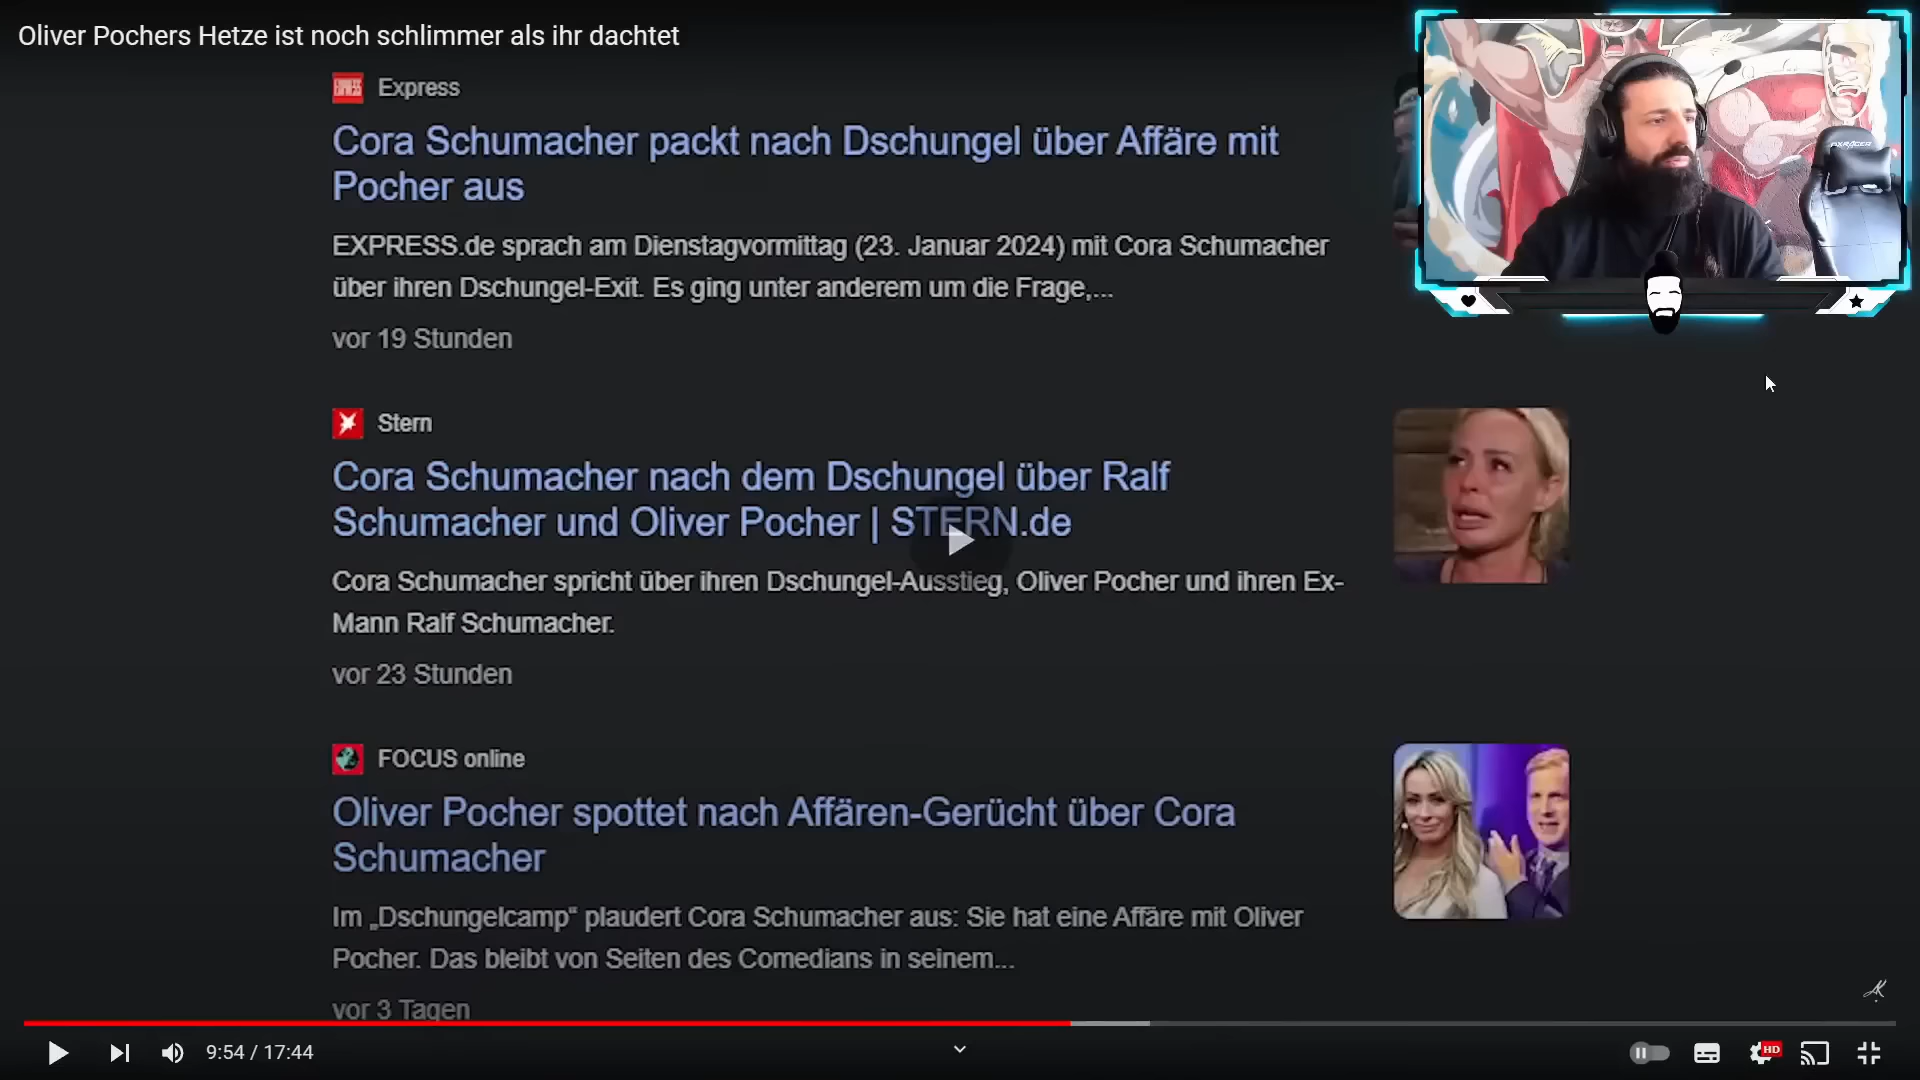 Oliver Pochers Hetze ist noch schlimmer als ihr dachtet
EXPRESS
Express
Cora Schumacher packt nach Dschungel über Affäre mit
Pocher aus
EXPRESS.de sprach am Dienstagvormittag (23. Januar 2024) mit Cora Schumacher
über ihren Dschungel-Exit. Es ging unter anderem um die Frage,...
vor 19 Stunden
Stern
Cora Schumacher nach dem Dschungel über Ralf
Schumacher und Oliver Pocher | STERN.de
Cora Schumacher spricht über ihren Dschungel-Ausstieg, Oliver Pocher und ihren Ex-
Mann Ralf Schumacher.
vor 23 Stunden
FOCUS online
Oliver Pocher spottet nach Affären-Gerücht über Cora
Schumacher
Im „Dschungelcamp“ plaudert Cora Schumacher aus: Sie hat eine Affäre mit Oliver
Pocher. Das bleibt von Seiten des Comedians in seinem...
vor 3 Tagen
9:54 / 17:44
HD